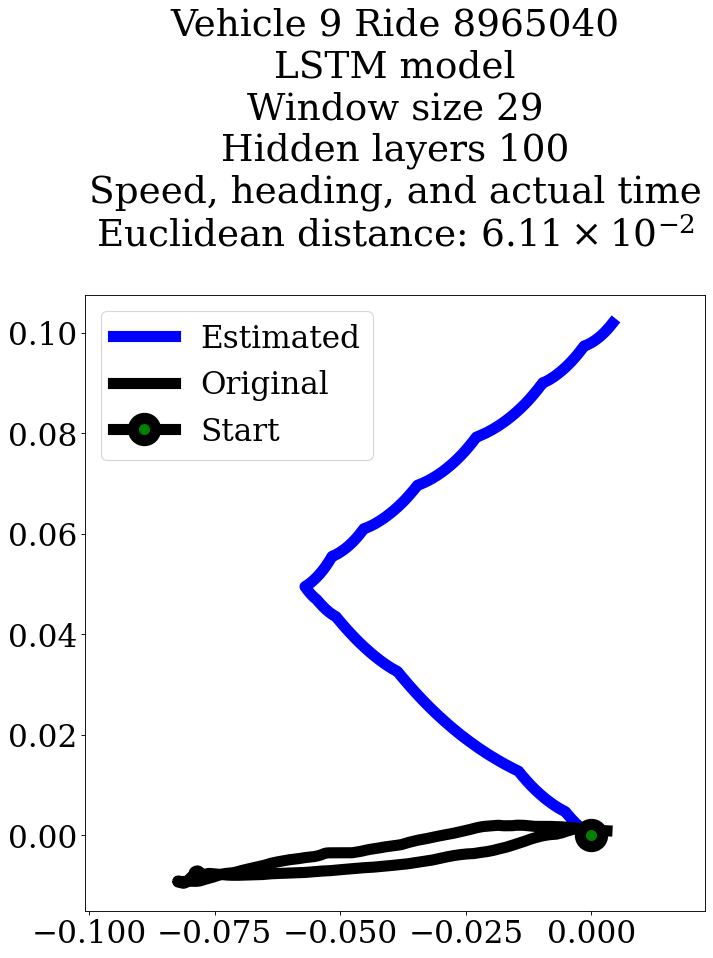 Vehicle 9 Ride 8965040
LSTM model
Window size 29
Hidden layers 100
Speed, heading, and actual time
Euclidean distance: 6.11 × 10⁻²
Estimated
Original
Start
0.10
0.08
0.06
0.04
0.02
0.00
−0.100 −0.075 −0.050 −0.025 0.000